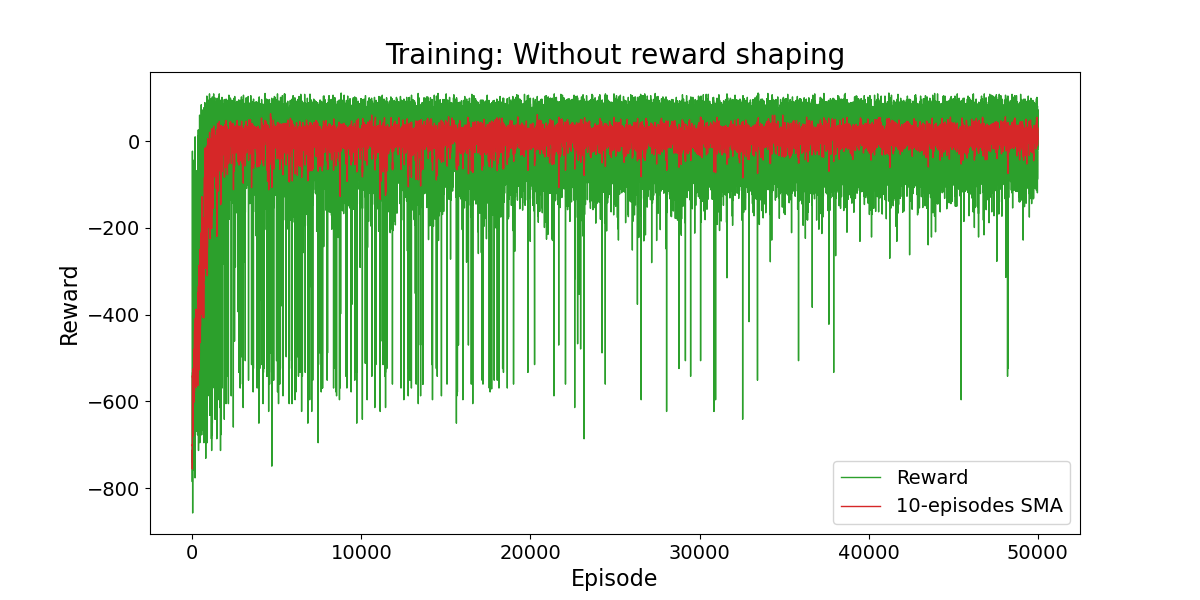 Training: Without reward shaping
Reward
0
−200
−400
−600
−800
0
10000
20000
30000
40000
50000
Episode
Reward
10-episodes SMA